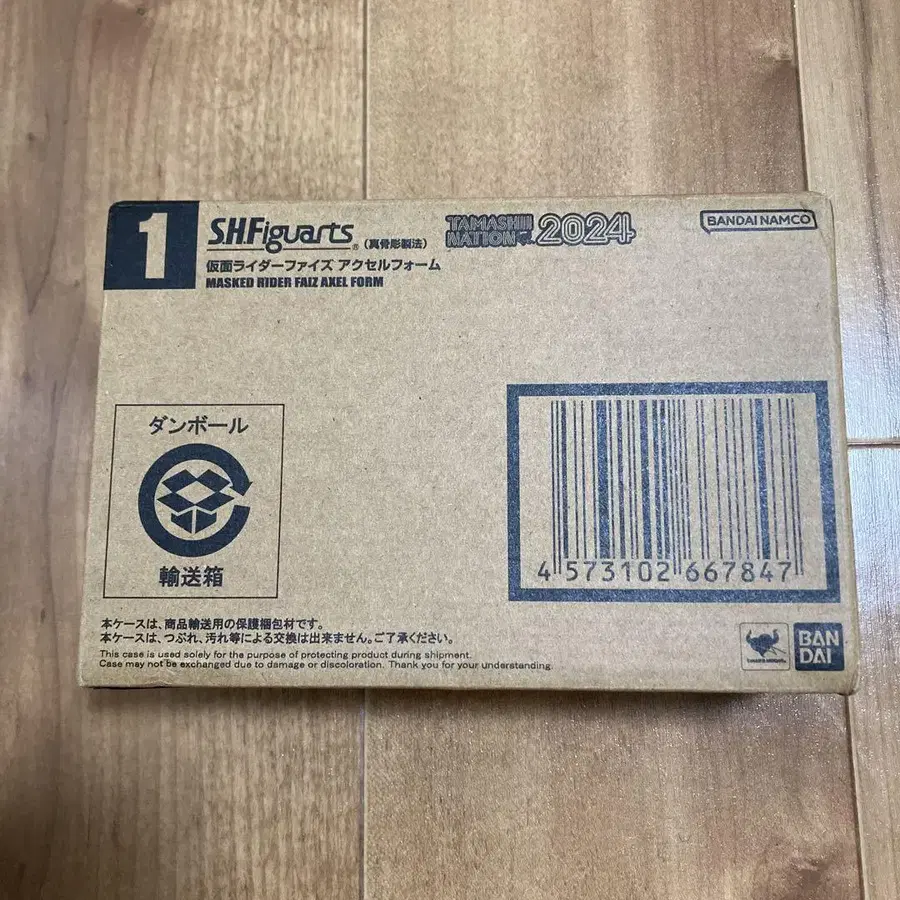 1
S.H.Figuarts® (真骨彫製法)
TAMASHII NATION 2024
BANDAI NAMCO
仮面ライダーファイズ アクセルフォーム
MASKED RIDER FAIZ AXEL FORM
ダンボール
輸送箱
4 573102 667847
本ケースは、商品輸送用の保護梱包材です。
本ケースは、つぶれ、汚れ等による交換は出来ません。ご了承ください。
This case is used solely for the purpose of protecting product during shipment.
Case may not be exchanged due to damage or discoloration. Thank you for your understanding.
BAN
DAI